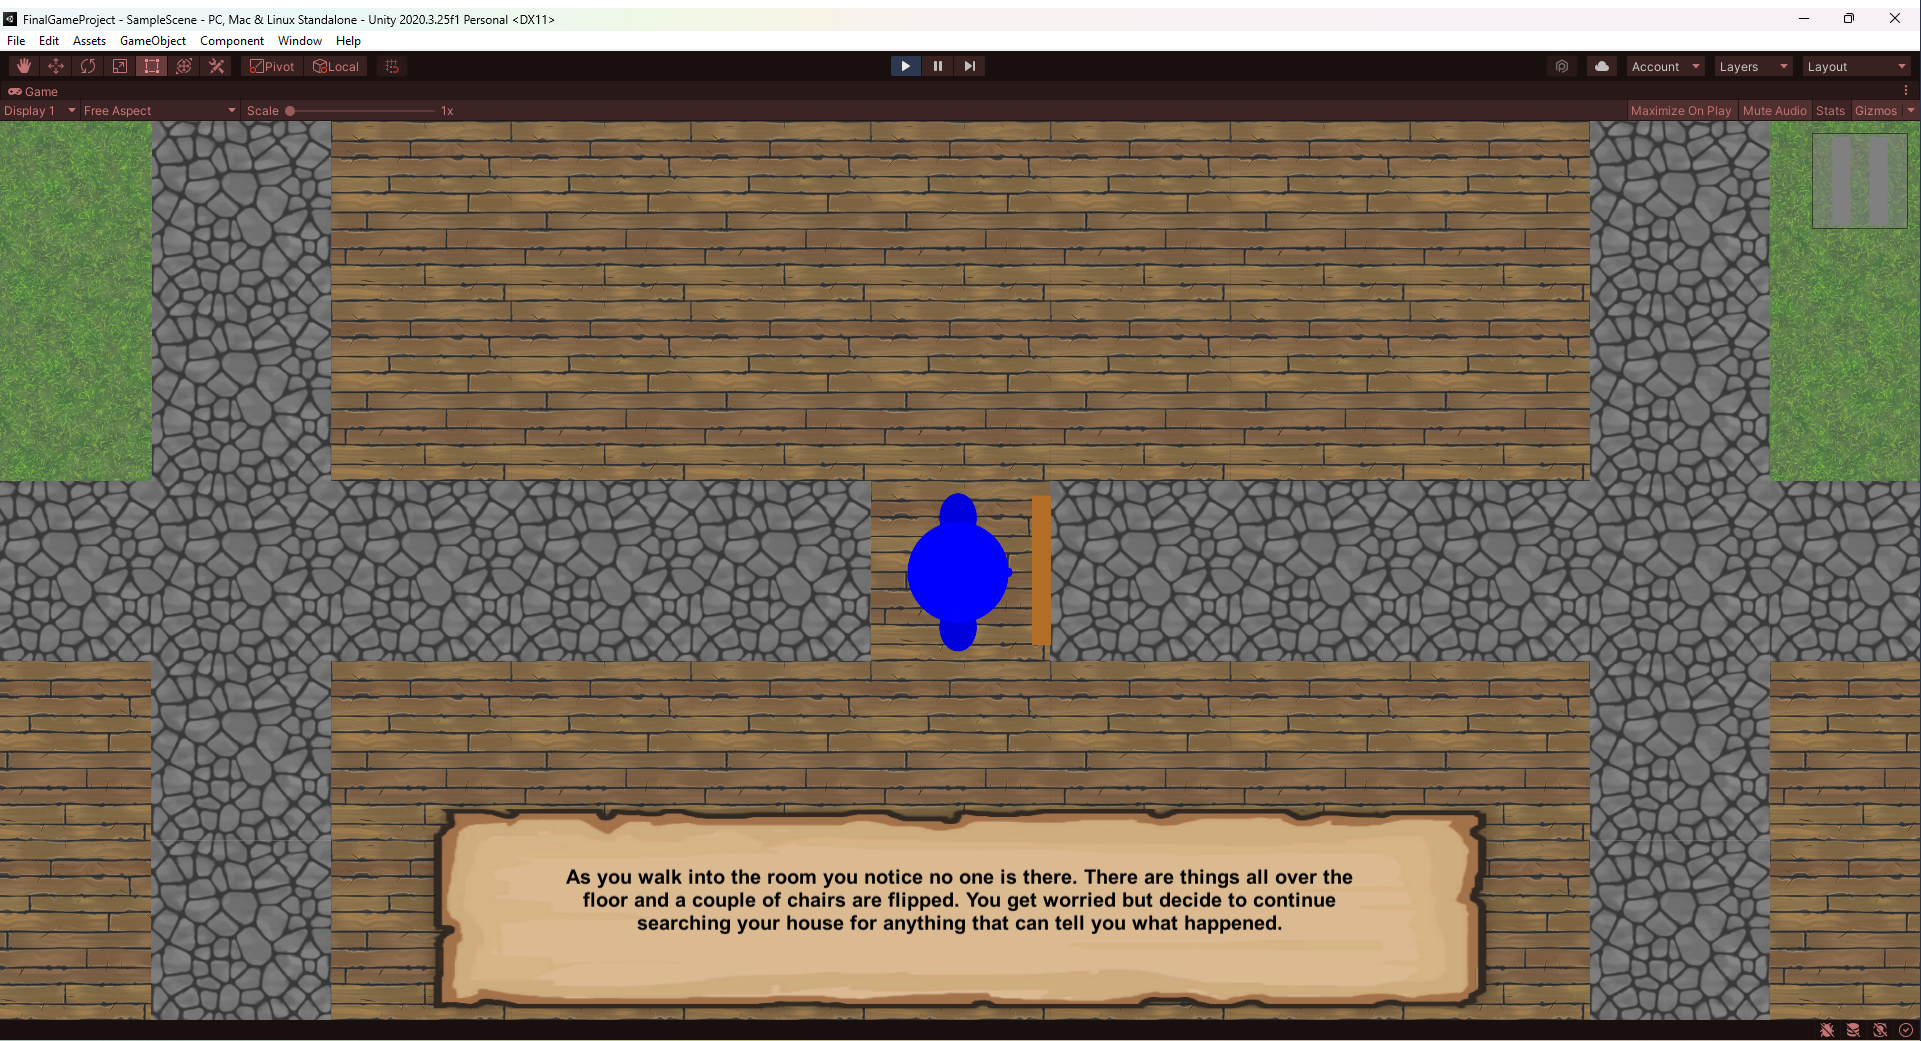 FinalGameProject - SampleScene - PC, Mac & Linux Standalone - Unity 2020.3.25f1 Personal <DX11>
File Edit Assets GameObject Component Window Help
Pivot Local Account Layers Layout
Game
Display 1 Free Aspect Scale 1x Maximize On Play Mute Audio Stats Gizmos
As you walk into the room you notice no one is there. There are things all over the
floor and a couple of chairs are flipped. You get worried but decide to continue
searching your house for anything that can tell you what happened.